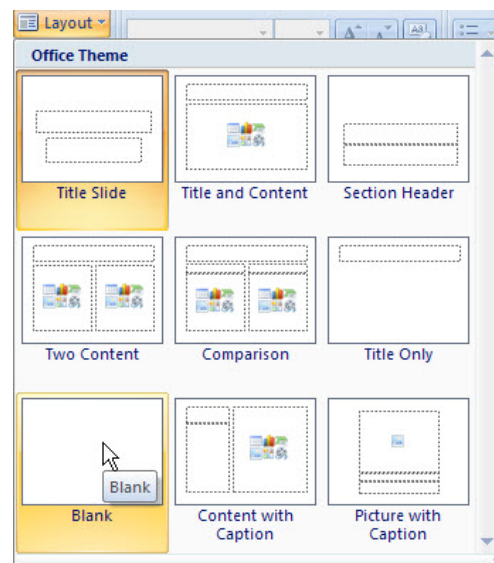 Layout
Office Theme
Title Slide
Title and Content
Section Header
Two Content
Comparison
Title Only
Blank
Blank
Content with
Caption
Picture with
Caption